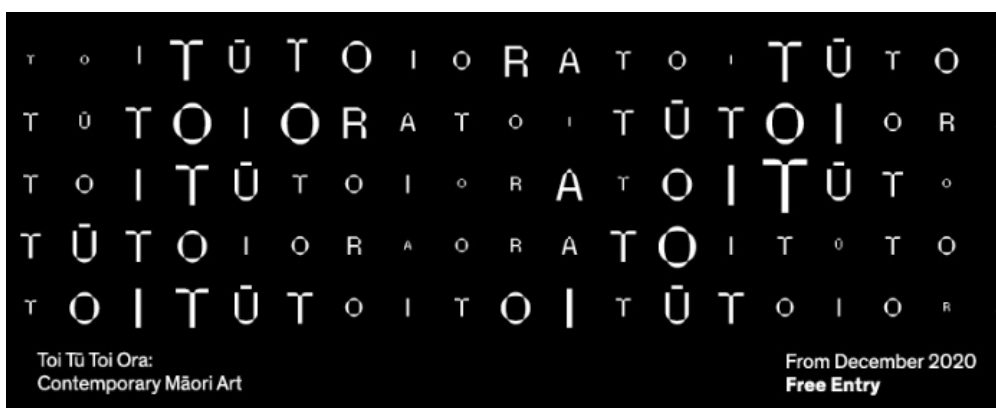 T O I T Ū T O I O R A T O I T Ū T O
T Ū T O I O R A T O I T Ū T O I O R
T O I T Ū T O I O R A T O I T Ū T O
T Ū T O I O R A O R A T O I T O T O
T O I T Ū T O I T O I T Ū T O I O R
Toi Tū Toi Ora:
Contemporary Māori Art
From December 2020
Free Entry